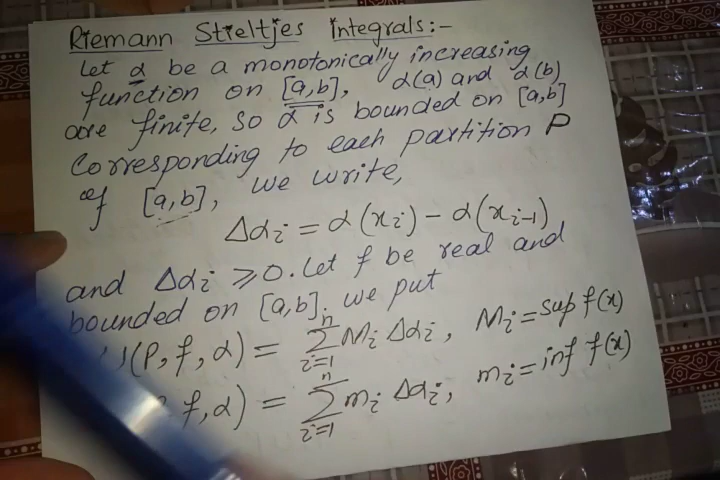 Riemann Stieltjes Integrals:-
Let α be a monotonically increasing
function on [a,b], α(a) and α(b)
are finite, so α is bounded on [a,b]
Corresponding to each partition P
of [a,b], we write,
Δαi = α(xi) - α(xi-1)
and Δαi ⩾ 0. Let f be real and
bounded on [a,b]. we put
U(P, f, α) = n∑i=1 Mi Δαi, Mi = sup f(x)
f, α) = n∑i=1 mi Δαi, mi = inf f(x)